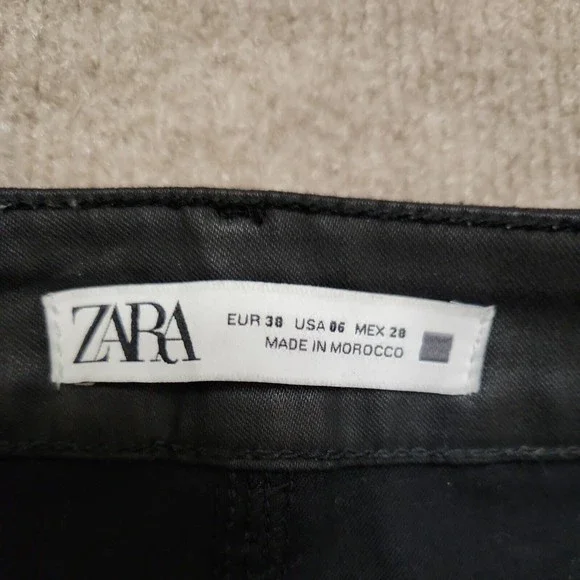 ZARA
EUR 38 USA 06 MEX 28
MADE IN MOROCCO